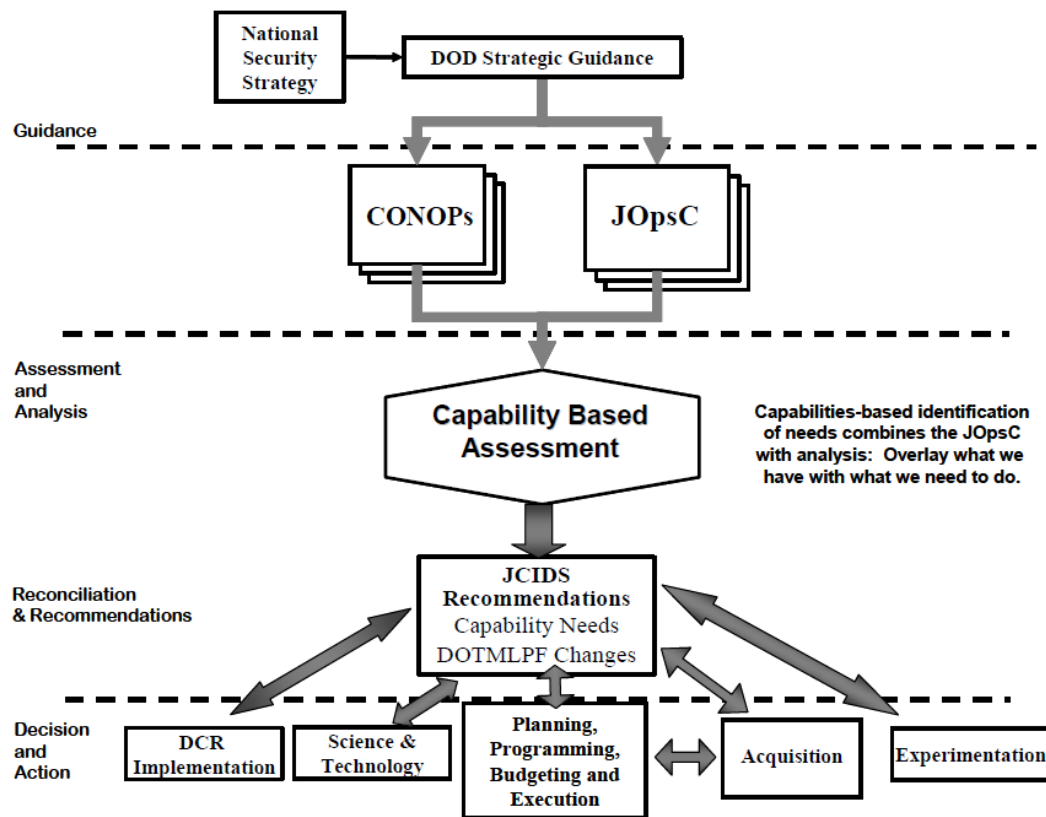 National
Security
Strategy
DOD Strategic Guidance
Guidance
CONOPs
JOpsC
Assessment
and
Analysis
Capability Based
Assessment
Capabilities-based identification
of needs combines the JOpsC
with analysis: Overlay what we
have with what we need to do.
Reconciliation
& Recommendations
JCIDS
Recommendations
Capability Needs
DOTMLPF Changes
Decision
and
Action
DCR
Implementation
Science &
Technology
Planning,
Programming,
Budgeting and
Execution
Acquisition
Experimentation